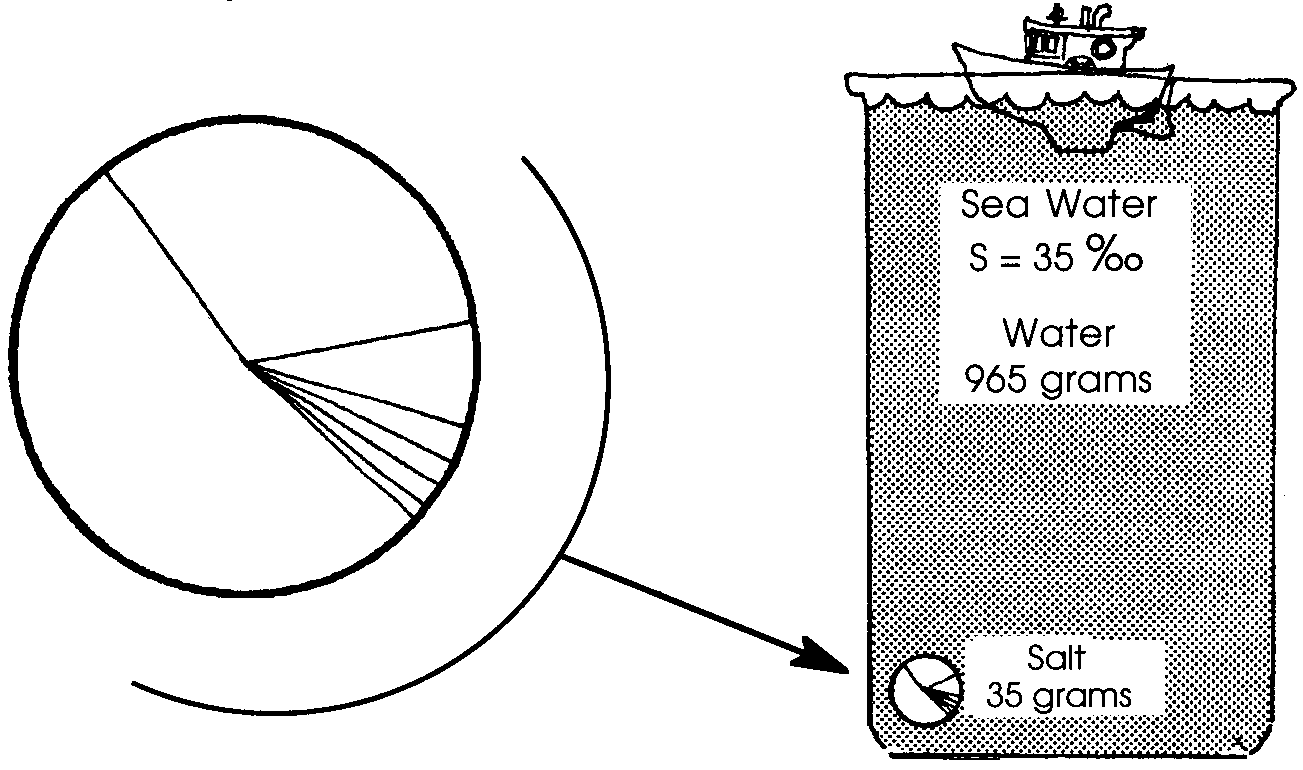 Sea Water
S = 35 ‰
Water
965 grams
Salt
35 grams